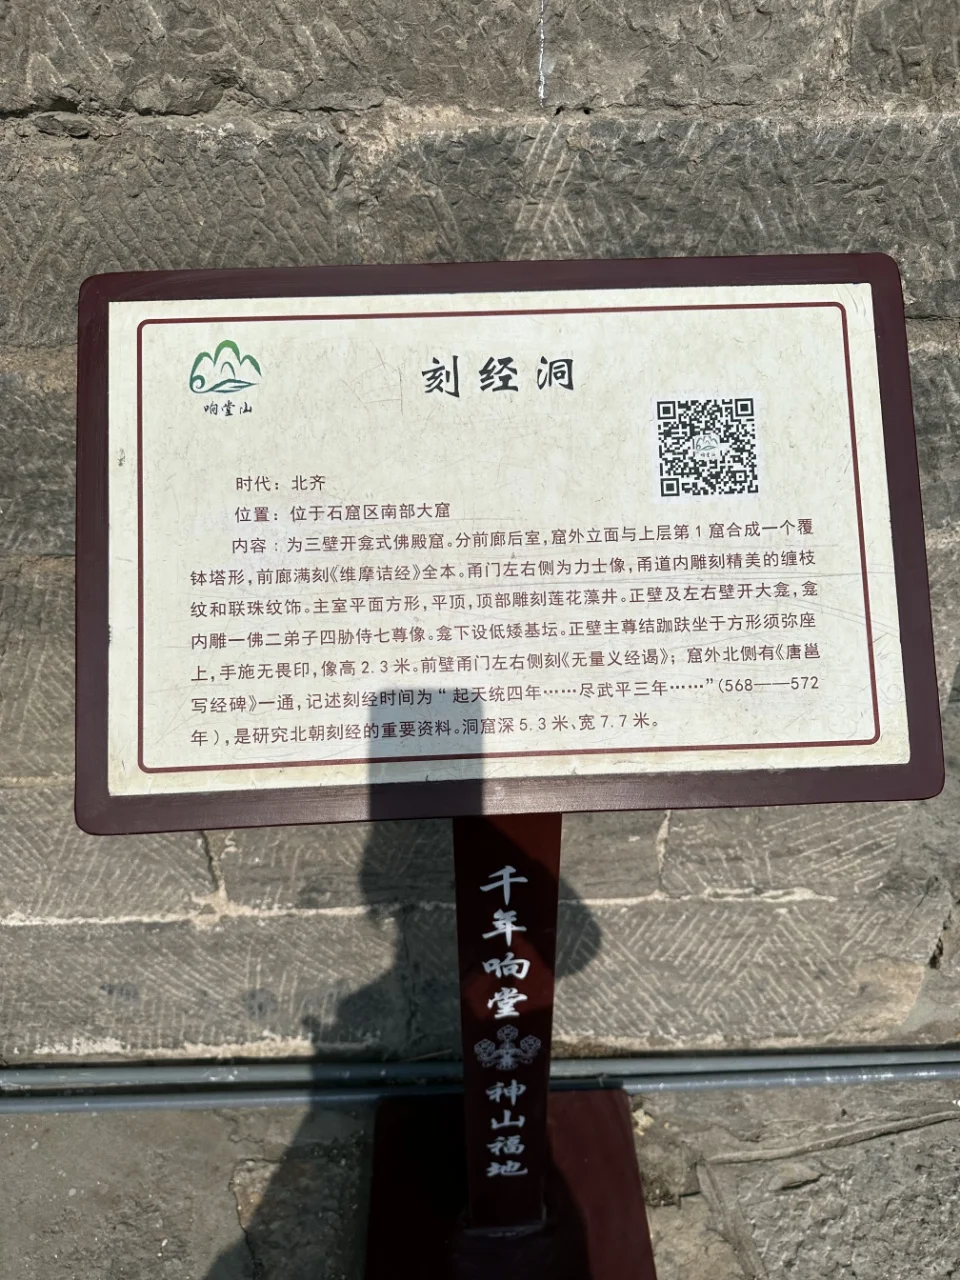 响堂山
刻经洞
时代：北齐
位置：位于石窟区南部大窟
内容：为三壁开龛式佛殿窟。分前廊后室，窟外立面与上层第1窟合成一个覆
钵塔形，前廊满刻《维摩诘经》全本。甬门左右侧为力士像，甬道内雕刻精美的缠枝
纹和联珠纹饰。主室平面方形，平顶，顶部雕刻莲花藻井。正壁及左右壁开大龛，龛
内雕一佛二弟子四胁侍七尊像。龛下设低矮基坛。正壁主尊结跏趺坐于方形须弥座
上，手施无畏印，像高2.3米。前壁甬门左右侧刻《无量义经谒》；窟外北侧有《唐邕
写经碑》一通，记述刻经时间为“起天统四年……尽武平三年……”（568——572
年），是研究北朝刻经的重要资料。洞窟深5.3米、宽7.7米。
千年响堂
神山福地